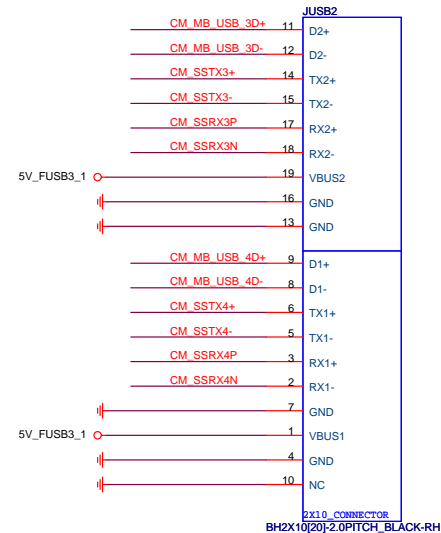 JUSB2
CM_MB_USB_3D+ 11 D2+
CM_MB_USB_3D- 12 D2-
CM_SSTX3+ 14 TX2+
CM_SSTX3- 15 TX2-
CM_SSRX3P 17 RX2+
CM_SSRX3N 18 RX2-
5V_FUSB3_1 19 VBUS2
16 GND
13 GND
CM_MB_USB_4D+ 9 D1+
CM_MB_USB_4D- 8 D1-
CM_SSTX4+ 6 TX1+
CM_SSTX4- 5 TX1-
CM_SSRX4P 3 RX1+
CM_SSRX4N 2 RX1-
7 GND
5V_FUSB3_1 1 VBUS1
4 GND
10 NC
2X10_CONNECTOR
BH2X10[20]-2.0PITCH_BLACK-RH